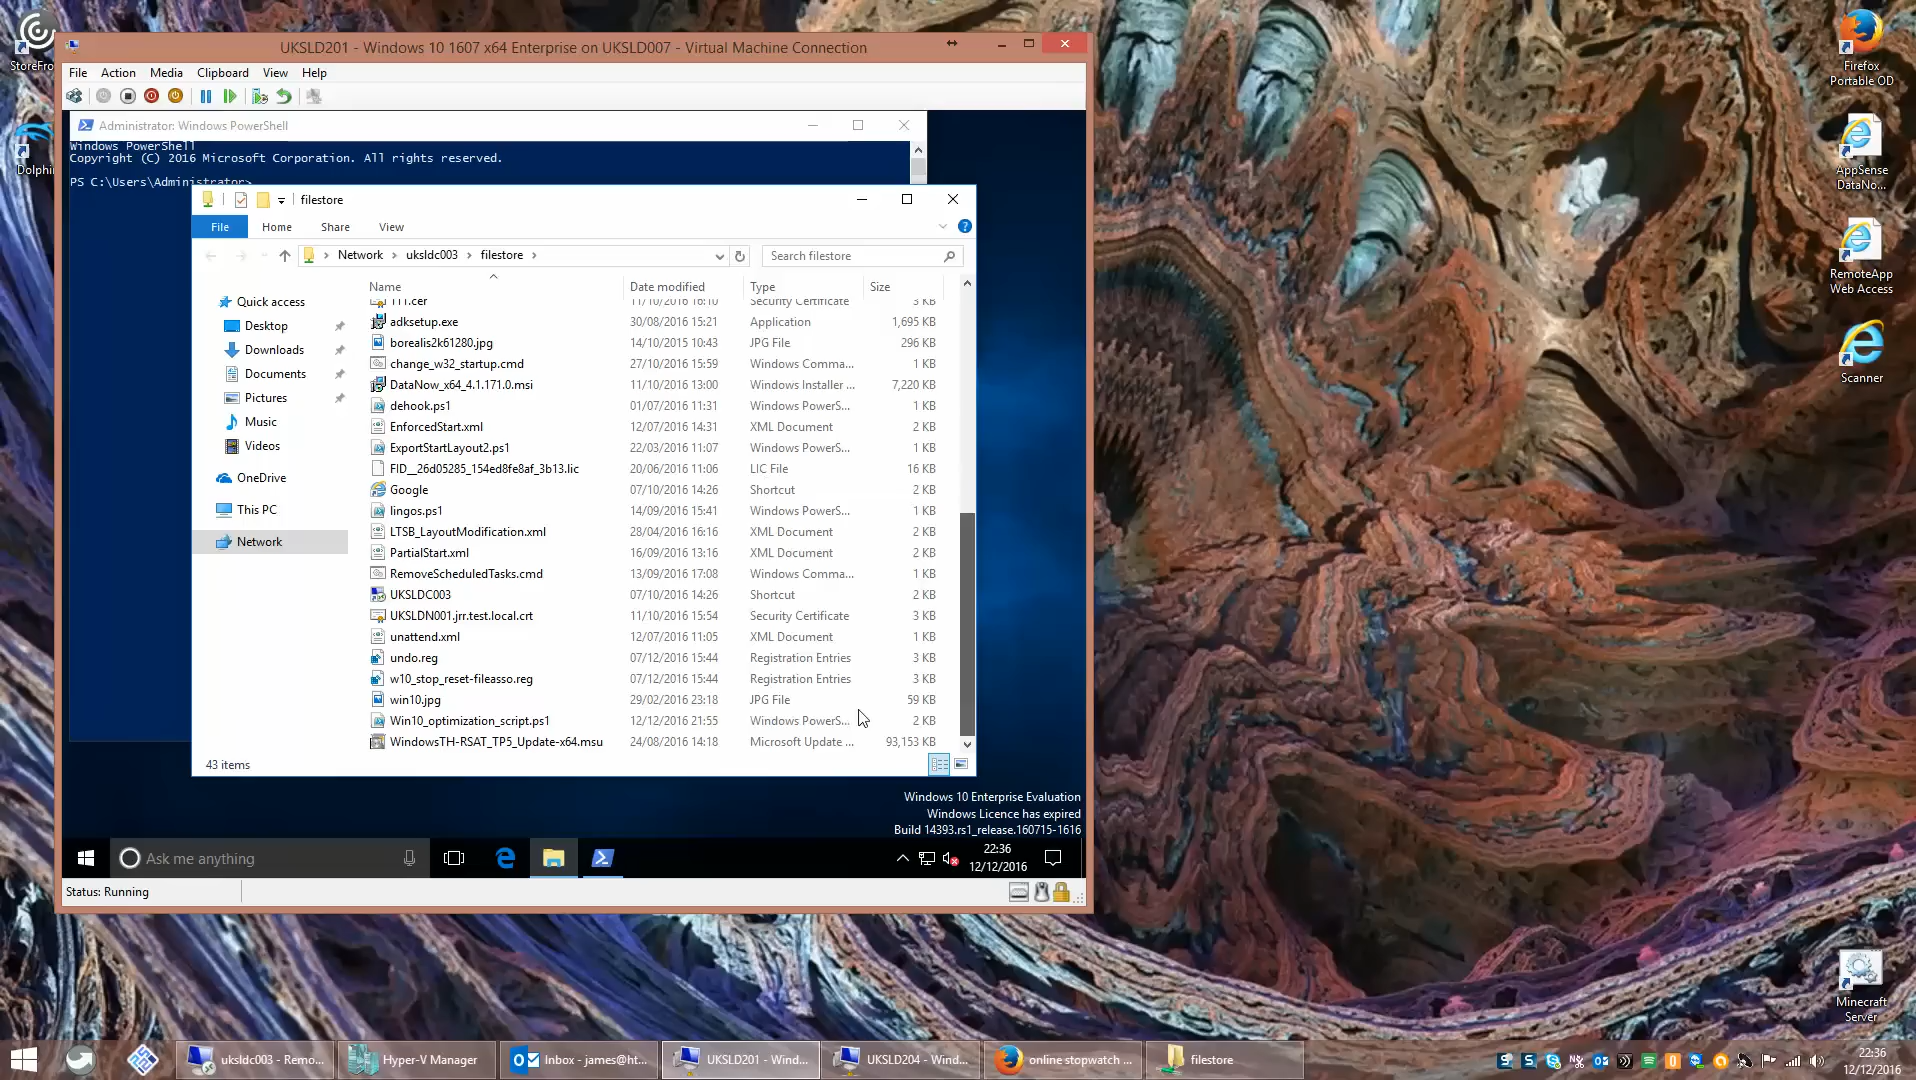 StoreFro
Dolphin
UKSLD201 - Windows 10 1607 x64 Enterprise on UKSLD007 - Virtual Machine Connection
File Action Media Clipboard View Help
Administrator: Windows PowerShell
Windows PowerShell
Copyright (C) 2016 Microsoft Corporation. All rights reserved.
PS C:\Users\Administrator>
filestore
File Home Share View
Network > uksldc003 > filestore >
Search filestore
Name Date modified Type Size
Quick access
Desktop
Downloads
Documents
Pictures
Music
Videos
OneDrive
This PC
Network
111.cer 11/10/2016 16:10 Security Certificate 3 KB
adksetup.exe 30/08/2016 15:21 Application 1,695 KB
borealis2k61280.jpg 14/10/2015 10:43 JPG File 296 KB
change_w32_startup.cmd 27/10/2016 15:59 Windows Comma... 1 KB
DataNow_x64_4.1.171.0.msi 11/10/2016 13:00 Windows Installer ... 7,220 KB
dehook.ps1 01/07/2016 11:31 Windows PowerS... 1 KB
EnforcedStart.xml 12/07/2016 14:31 XML Document 2 KB
ExportStartLayout2.ps1 22/03/2016 11:07 Windows PowerS... 1 KB
FID__26d05285_154ed8fe8af_3b13.lic 20/06/2016 11:06 LIC File 16 KB
Google 07/10/2016 14:26 Shortcut 2 KB
lingos.ps1 14/09/2016 15:41 Windows PowerS... 1 KB
LTSB_LayoutModification.xml 28/04/2016 16:16 XML Document 2 KB
PartialStart.xml 16/09/2016 13:16 XML Document 2 KB
RemoveScheduledTasks.cmd 13/09/2016 17:08 Windows Comma... 1 KB
UKSLDC003 07/10/2016 14:26 Shortcut 2 KB
UKSLDN001.jrr.test.local.crt 11/10/2016 15:54 Security Certificate 3 KB
unattend.xml 12/07/2016 11:05 XML Document 1 KB
undo.reg 07/12/2016 15:44 Registration Entries 3 KB
w10_stop_reset-fileasso.reg 07/12/2016 15:44 Registration Entries 3 KB
win10.jpg 29/02/2016 23:18 JPG File 59 KB
Win10_optimization_script.ps1 12/12/2016 21:55 Windows PowerS... 2 KB
WindowsTH-RSAT_TP5_Update-x64.msu 24/08/2016 14:18 Microsoft Update ... 93,153 KB
43 items
Windows 10 Enterprise Evaluation
Windows Licence has expired
Build 14393.rs1_release.160715-1616
Ask me anything
22:36
12/12/2016
Status: Running
Firefox
Portable OD
AppSense
DataNo...
RemoteApp
Web Access
Scanner
Minecraft
Server
uksldc003 - Remo...
Hyper-V Manager
Inbox - james@ht...
UKSLD201 - Wind...
UKSLD204 - Wind...
online stopwatch ...
filestore
22:36
12/12/2016